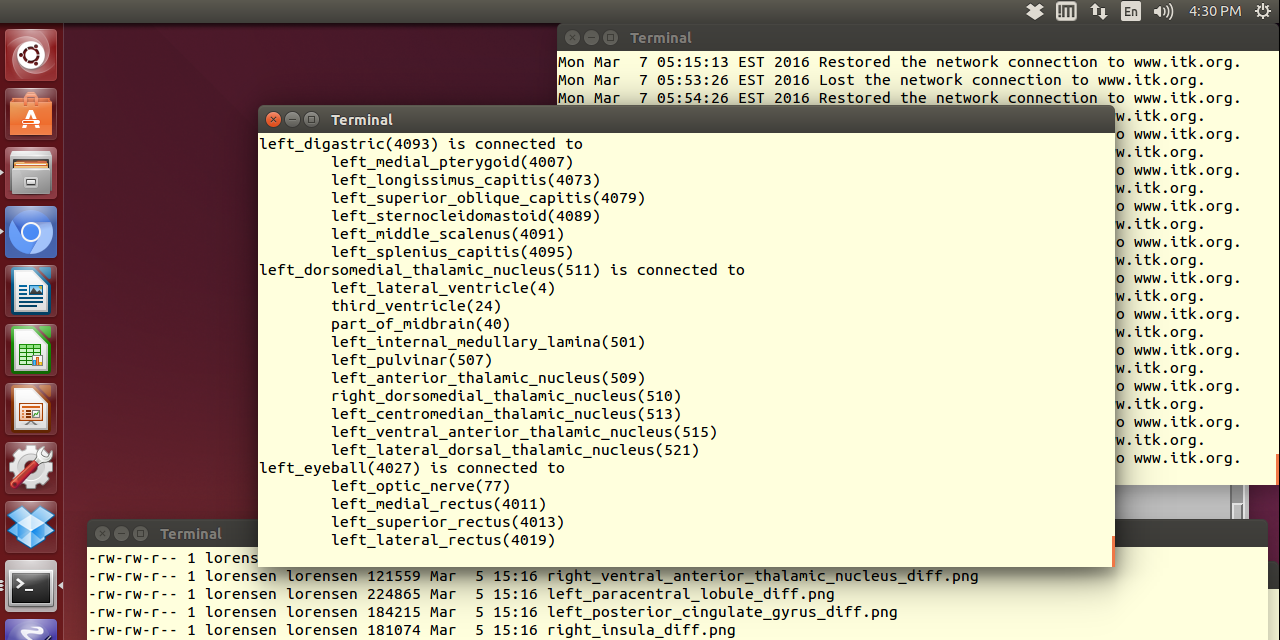 En
4:30 PM
Terminal
Mon Mar  7 05:15:13 EST 2016 Restored the network connection to www.itk.org.
Mon Mar  7 05:53:26 EST 2016 Lost the network connection to www.itk.org.
Mon Mar  7 05:54:26 EST 2016 Restored the network connection to www.itk.org.
w.itk.org.
o www.itk.org.
w.itk.org.
o www.itk.org.
w.itk.org.
o www.itk.org.
w.itk.org.
o www.itk.org.
w.itk.org.
o www.itk.org.
w.itk.org.
o www.itk.org.
w.itk.org.
o www.itk.org.
w.itk.org.
o www.itk.org.
w.itk.org.
o www.itk.org.
w.itk.org.
o www.itk.org.
Terminal
left_digastric(4093) is connected to
left_medial_pterygoid(4007)
left_longissimus_capitis(4073)
left_superior_oblique_capitis(4079)
left_sternocleidomastoid(4089)
left_middle_scalenus(4091)
left_splenius_capitis(4095)
left_dorsomedial_thalamic_nucleus(511) is connected to
left_lateral_ventricle(4)
third_ventricle(24)
part_of_midbrain(40)
left_internal_medullary_lamina(501)
left_pulvinar(507)
left_anterior_thalamic_nucleus(509)
right_dorsomedial_thalamic_nucleus(510)
left_centromedian_thalamic_nucleus(513)
left_ventral_anterior_thalamic_nucleus(515)
left_lateral_dorsal_thalamic_nucleus(521)
left_eyeball(4027) is connected to
left_optic_nerve(77)
left_medial_rectus(4011)
left_superior_rectus(4013)
left_lateral_rectus(4019)
Terminal
-rw-rw-r-- 1 lorens
-rw-rw-r-- 1 lorensen lorensen 121559 Mar  5 15:16 right_ventral_anterior_thalamic_nucleus_diff.png
-rw-rw-r-- 1 lorensen lorensen 224865 Mar  5 15:16 left_paracentral_lobule_diff.png
-rw-rw-r-- 1 lorensen lorensen 184215 Mar  5 15:16 left_posterior_cingulate_gyrus_diff.png
-rw-rw-r-- 1 lorensen lorensen 181074 Mar  5 15:16 right_insula_diff.png